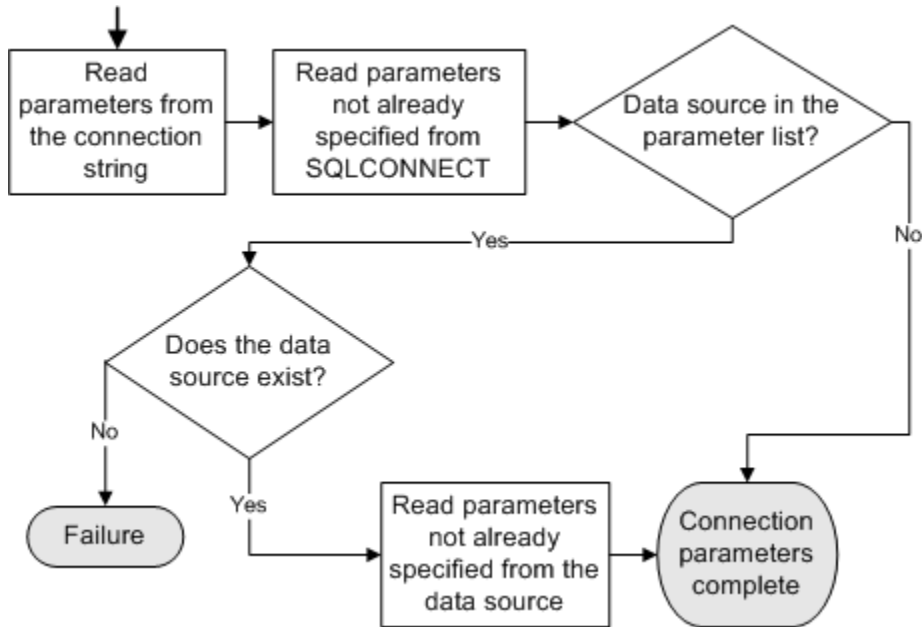 Read
parameters from
the connection
string
Read parameters
not already
specified from
SQLCONNECT
Data source in the
parameter list?
Yes
No
Does the data
source exist?
No
Yes
Failure
Read parameters
not already
specified from the
data source
Connection
parameters
complete